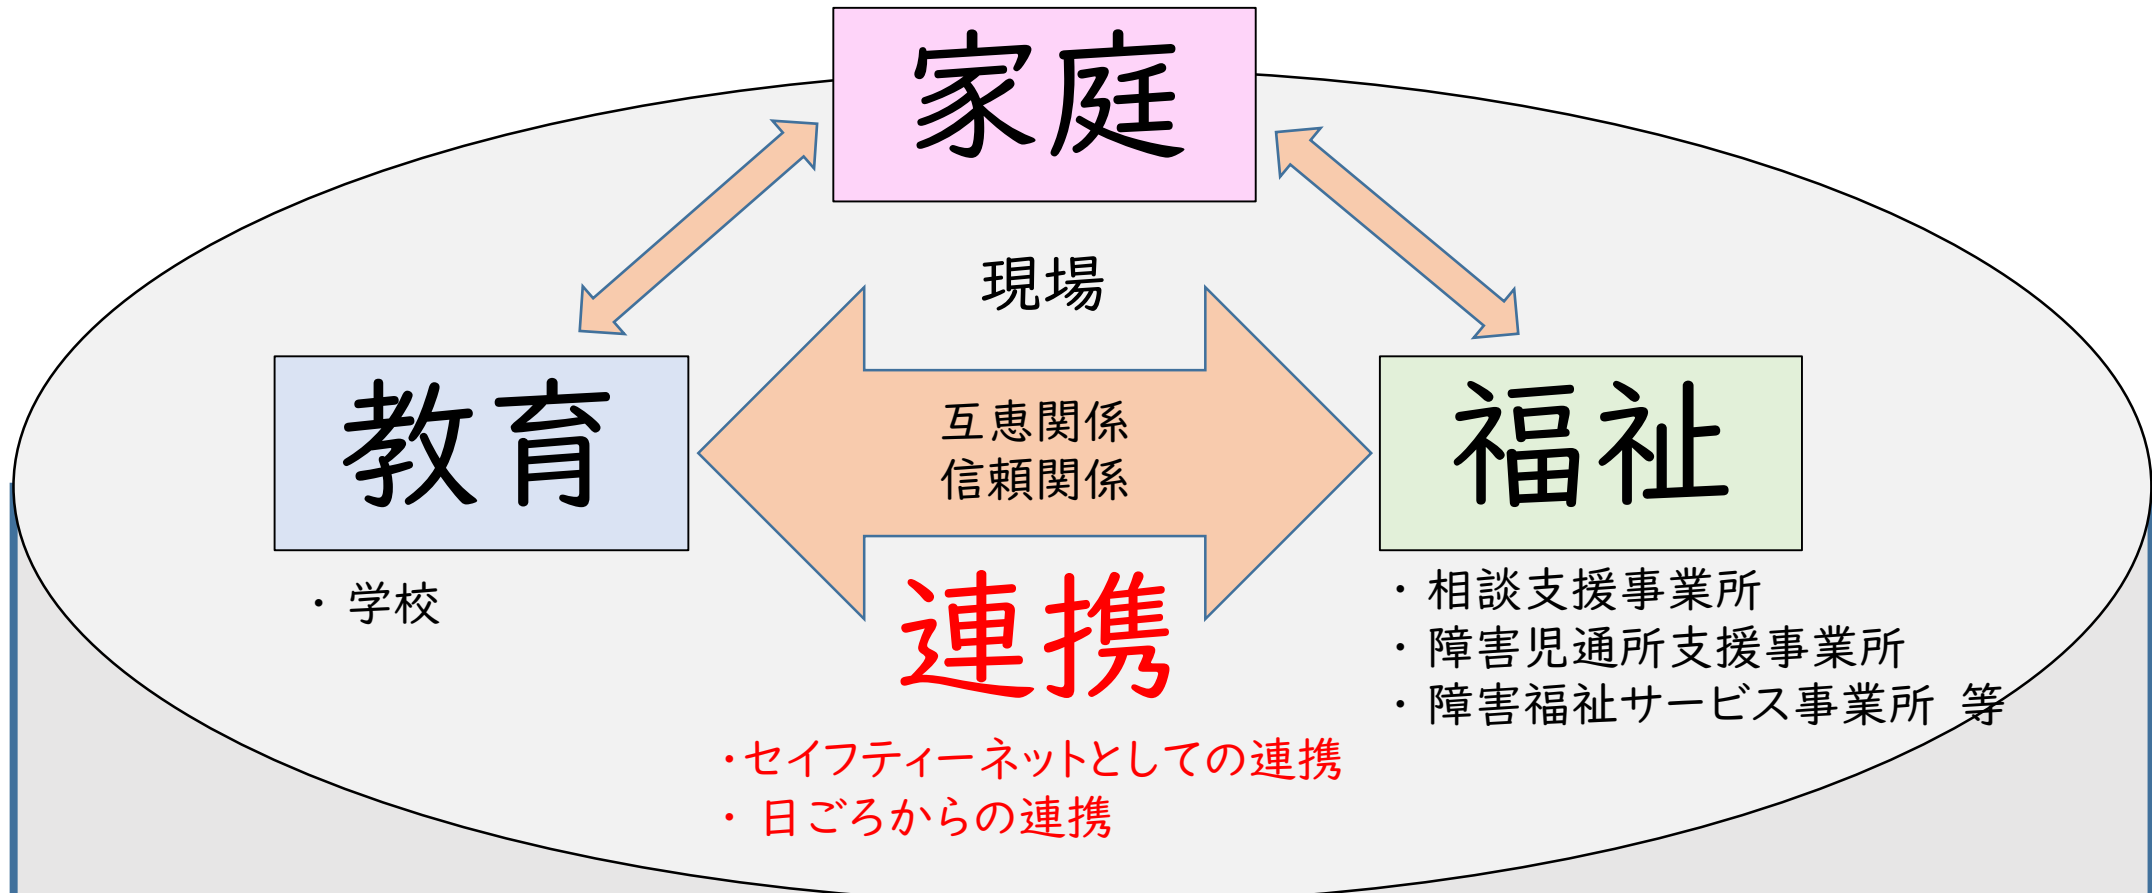 家庭
現場
教育
互恵関係
信頼関係
福祉
・学校
連携
・相談支援事業所
・障害児通所支援事業所
・障害福祉サービス事業所 等
・セイフティーネットとしての連携
・日ごろからの連携